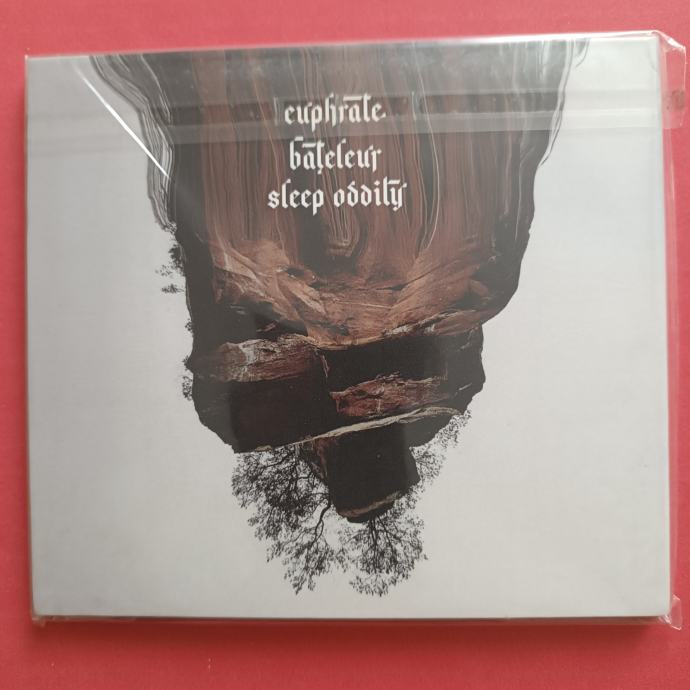 euphrate
bateleur
sleep oddity